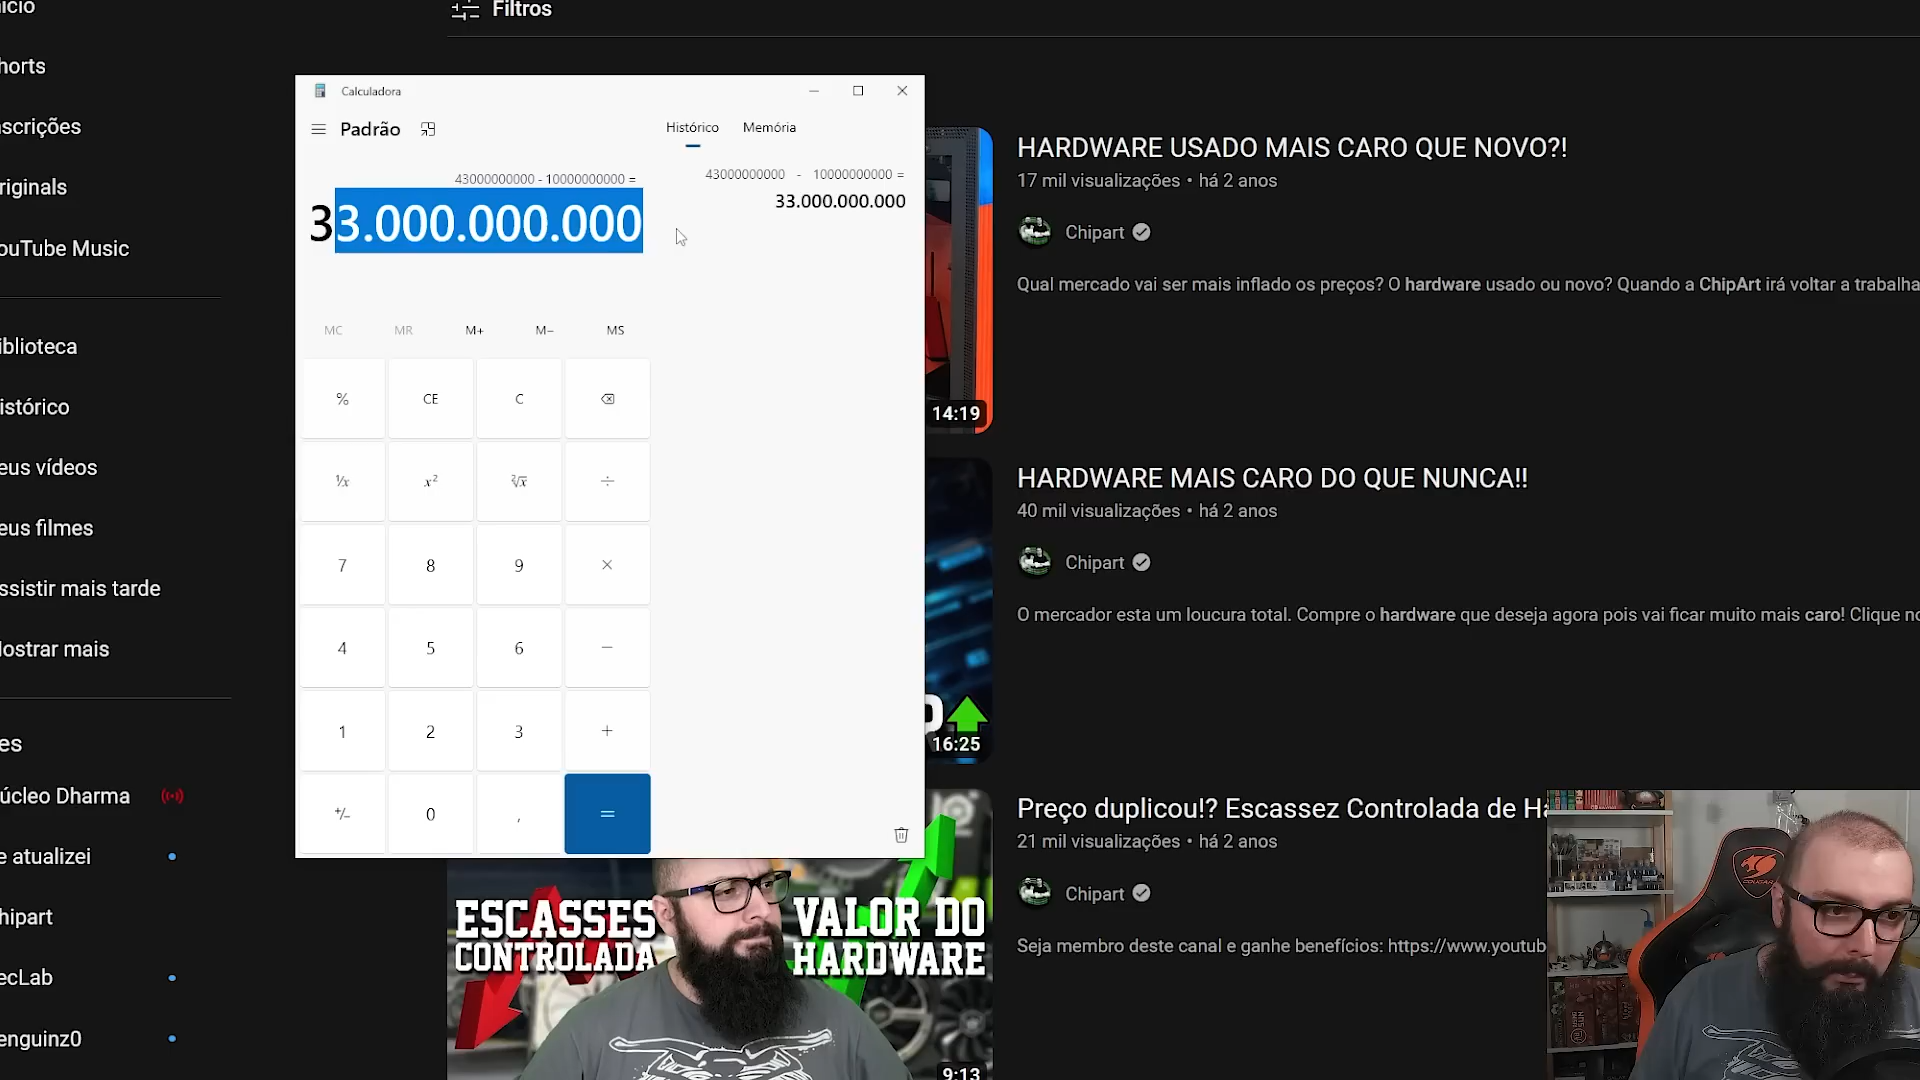 Início
Filtros
horts
scrições
riginals
ouTube Music
iblioteca
istórico
eus vídeos
eus filmes
ssistir mais tarde
ostrar mais
es
úcleo Dharma
e atualizei
hipart
ecLab
enguinz0
Calculadora
Padrão
Histórico
Memória
43000000000 - 10000000000 =
33.000.000.000
43000000000 - 10000000000 =
33.000.000.000
MC MR M+ M− MS
% CE C
¹/x x² ²√x ÷
7 8 9 ×
4 5 6 −
1 2 3 +
+/− 0 , =
HARDWARE USADO MAIS CARO QUE NOVO?!
17 mil visualizações • há 2 anos
Chipart
Qual mercado vai ser mais inflado os preços? O hardware usado ou novo? Quando a ChipArt irá voltar a trabalha
14:19
HARDWARE MAIS CARO DO QUE NUNCA!!
40 mil visualizações • há 2 anos
Chipart
O mercador esta um loucura total. Compre o hardware que deseja agora pois vai ficar muito mais caro! Clique no
16:25
Preço duplicou!? Escassez Controlada de Ha
21 mil visualizações • há 2 anos
Chipart
Seja membro deste canal e ganhe benefícios: https://www.youtub
ESCASSES
CONTROLADA
VALOR DO
HARDWARE
9:13
COUGAR